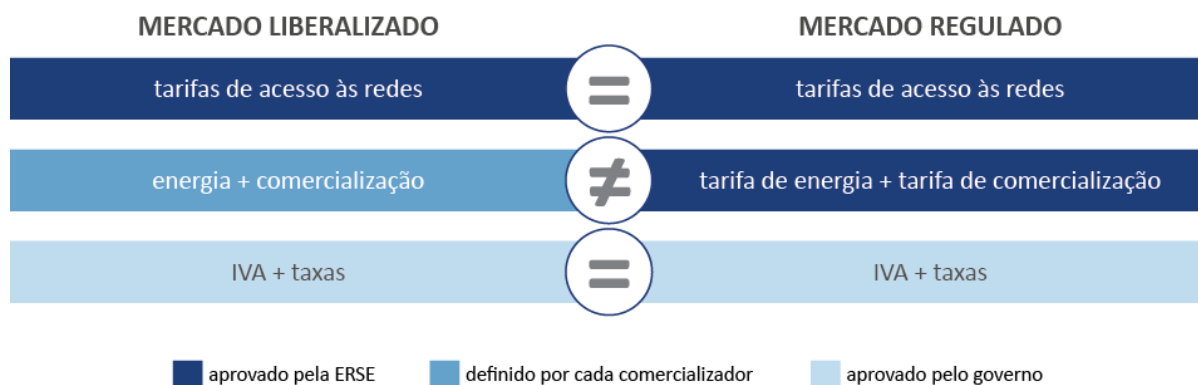 MERCADO LIBERALIZADO
MERCADO REGULADO
tarifas de acesso às redes
=
tarifas de acesso às redes
energia + comercialização
≠
tarifa de energia + tarifa de comercialização
IVA + taxas
=
IVA + taxas
aprovado pela ERSE
definido por cada comercializador
aprovado pelo governo